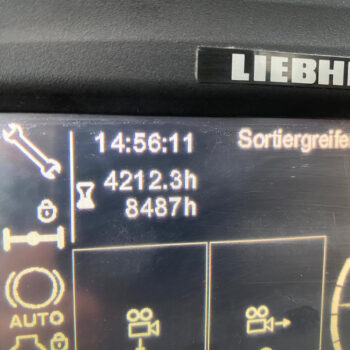 LIEBH
14:56:11 Sortiergreife
4212.3h
8487h
AUTO